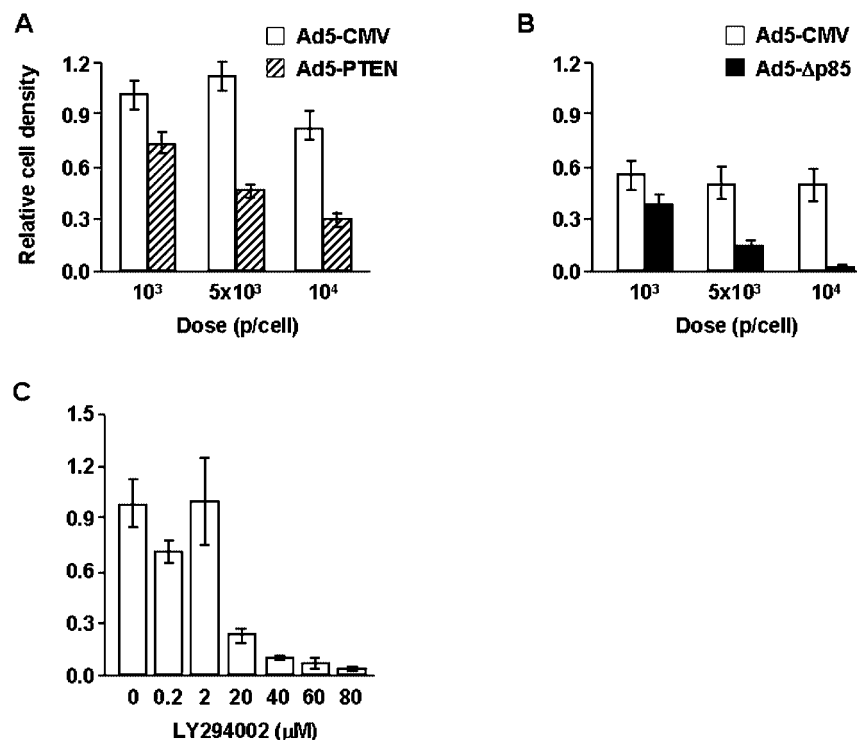 A
Ad5-CMV
Ad5-PTEN
Relative cell density
1.2
0.9
0.6
0.3
0.0
10³ 5x10³ 10⁴
Dose (p/cell)
B
Ad5-CMV
Ad5-Δp85
1.2
0.9
0.6
0.3
0.0
10³ 5x10³ 10⁴
Dose (p/cell)
C
1.5
1.2
0.9
0.6
0.3
0.0
0 0.2 2 20 40 60 80
LY294002 (μM)